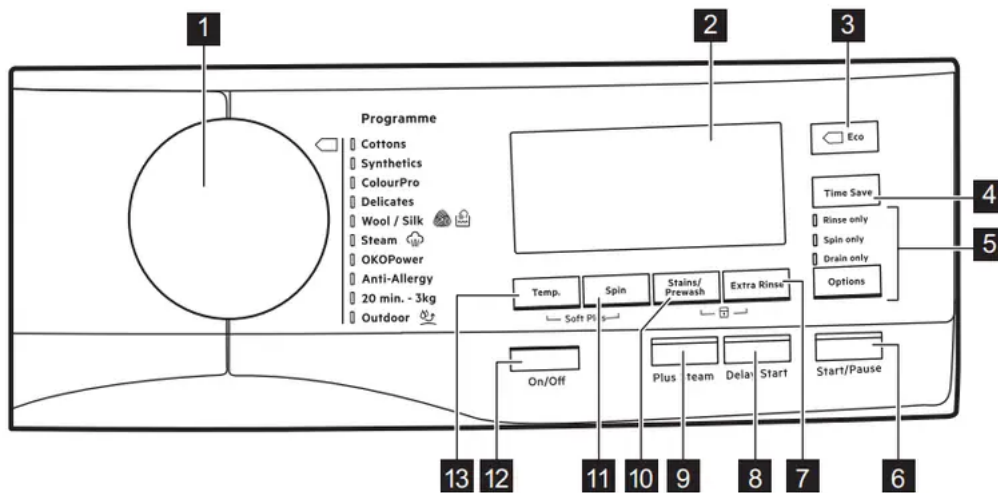 1
2
3
Programme
Cottons
Synthetics
ColourPro
Delicates
Wool / Silk
Steam
OKOPower
Anti-Allergy
20 min. - 3kg
Outdoor
Eco
Time Save
4
Rinse only
Spin only
Drain only
5
Options
Temp.
Spin
Stains/
Prewash
Extra Rinse
Soft Plus
On/Off
Plus Steam
Delay Start
Start/Pause
13
12
11
10
9
8
7
6